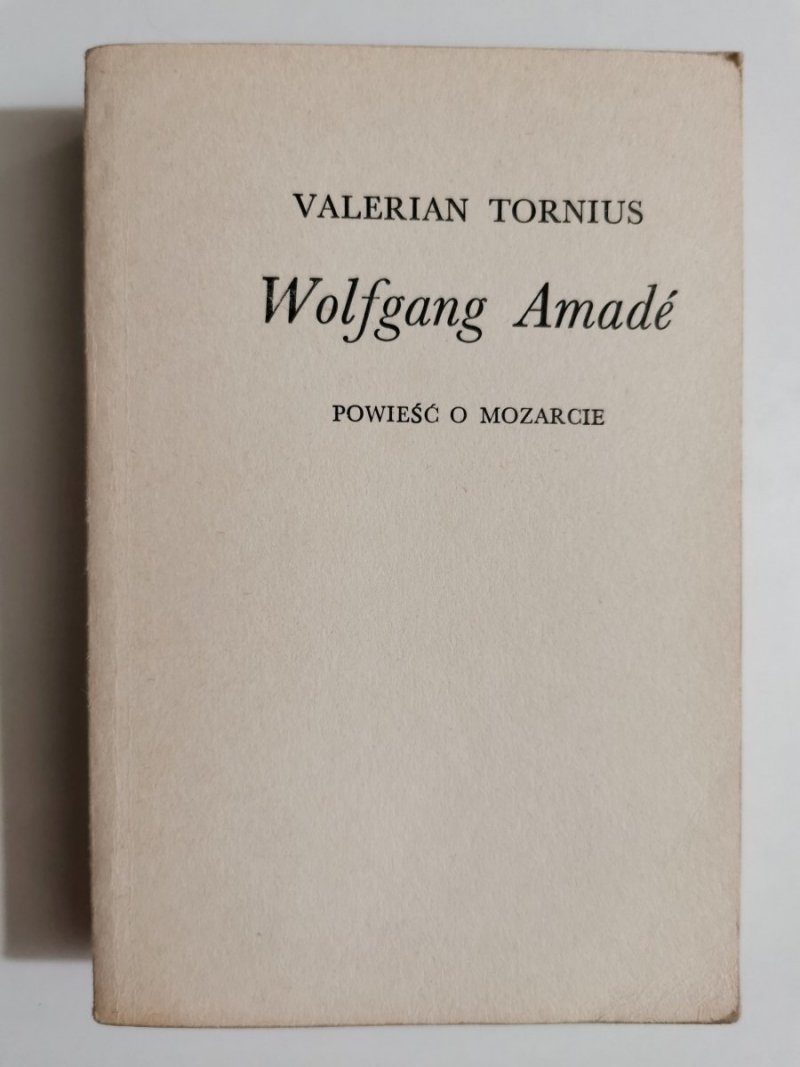 VALERIAN TORNIUS
Wolfgang Amadé
POWIEŚĆ O MOZARCIE